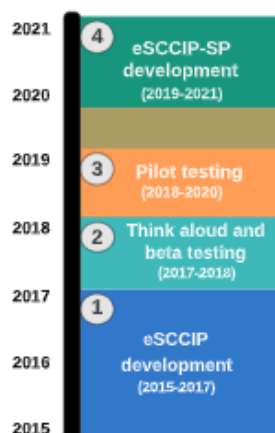 2021
4
eSCCIP-SP
development
(2019-2021)
2020
2019
3
Pilot testing
(2018-2020)
2018
2
Think aloud and
beta testing
(2017-2018)
2017
1
eSCCIP
development
(2015-2017)
2016
2015